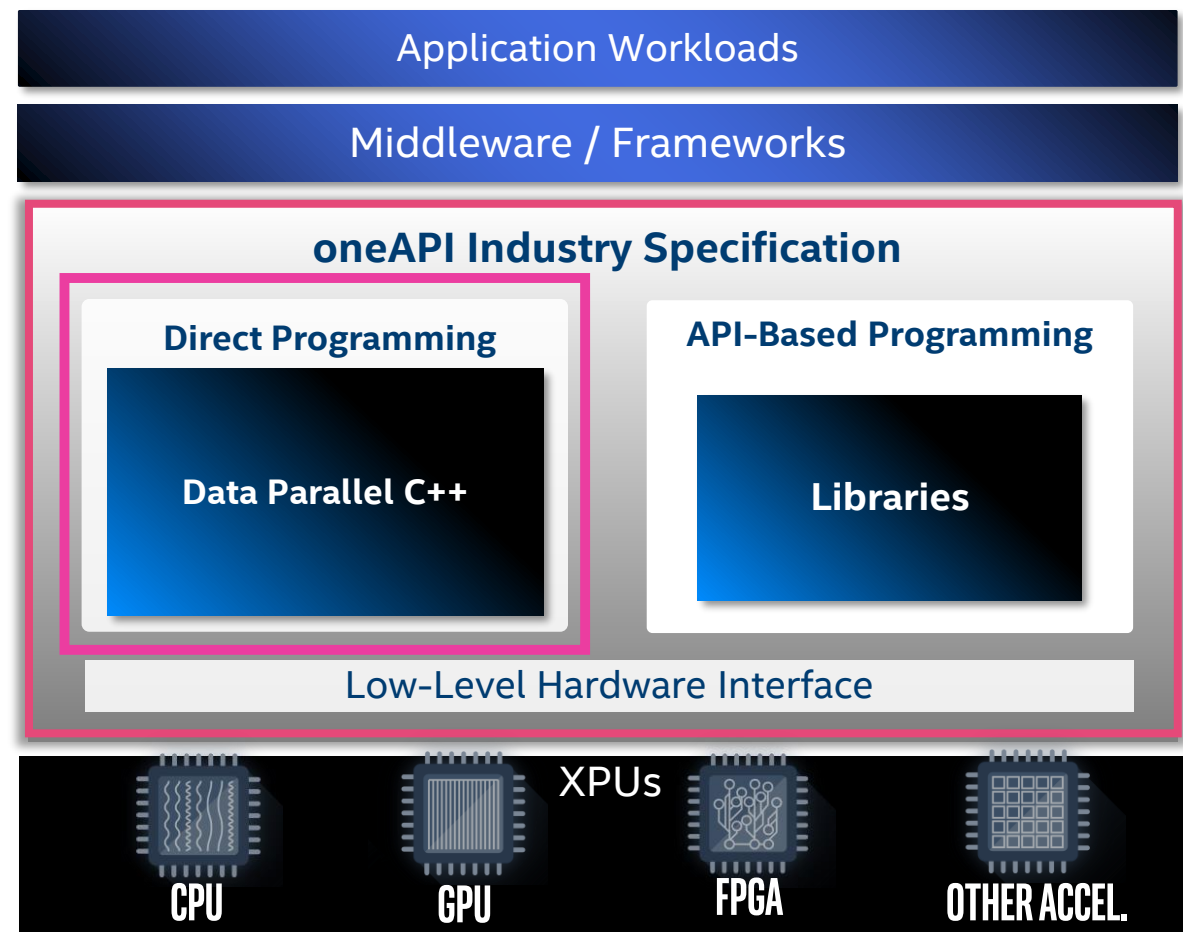 Application Workloads
Middleware / Frameworks
oneAPI Industry Specification
Direct Programming
Data Parallel C++
API-Based Programming
Libraries
Low-Level Hardware Interface
XPUs
CPU
GPU
FPGA
OTHER ACCEL.